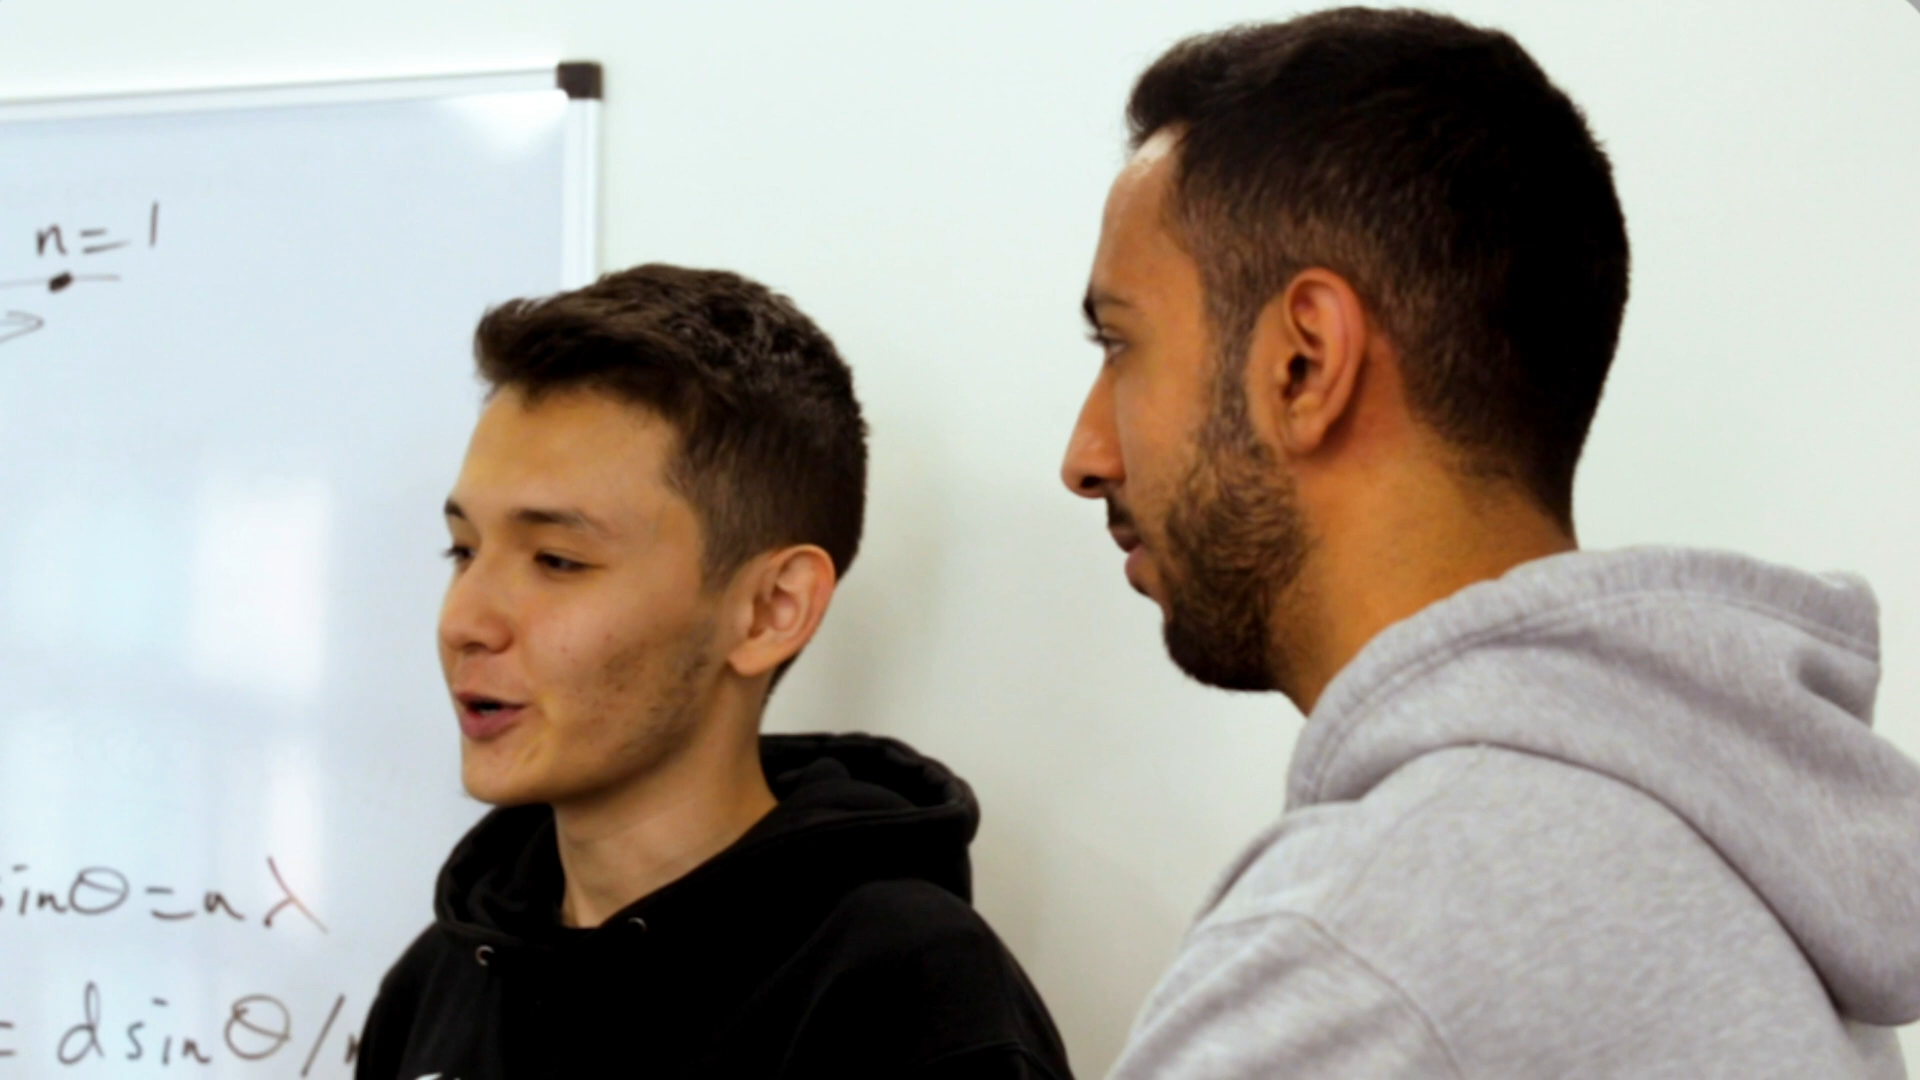 n=1
sinθ=nλ
= dsinθ/